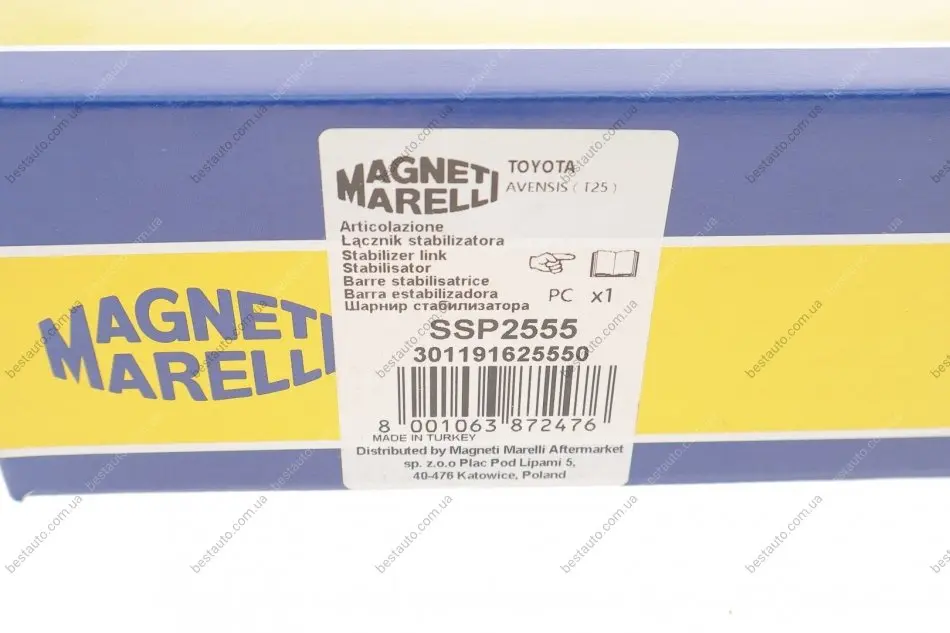 MAGNETI
MARELLI
TOYOTA
AVENSIS ( T25 )
Articolazione
Łącznik stabilizatora
Stabilizer link
Stabilisator
Barre stabilisatrice
Barra estabilizadora
Шарнир стабилизатора
PC x1
SSP2555
301191625550
8 001063 872476
MADE IN TURKEY
Distributed by Magneti Marelli Aftermarket
sp. z.o.o Plac Pod Lipami 5,
40-476 Katowice, Poland
MAGNETI
MARELLI
bestauto.com.ua